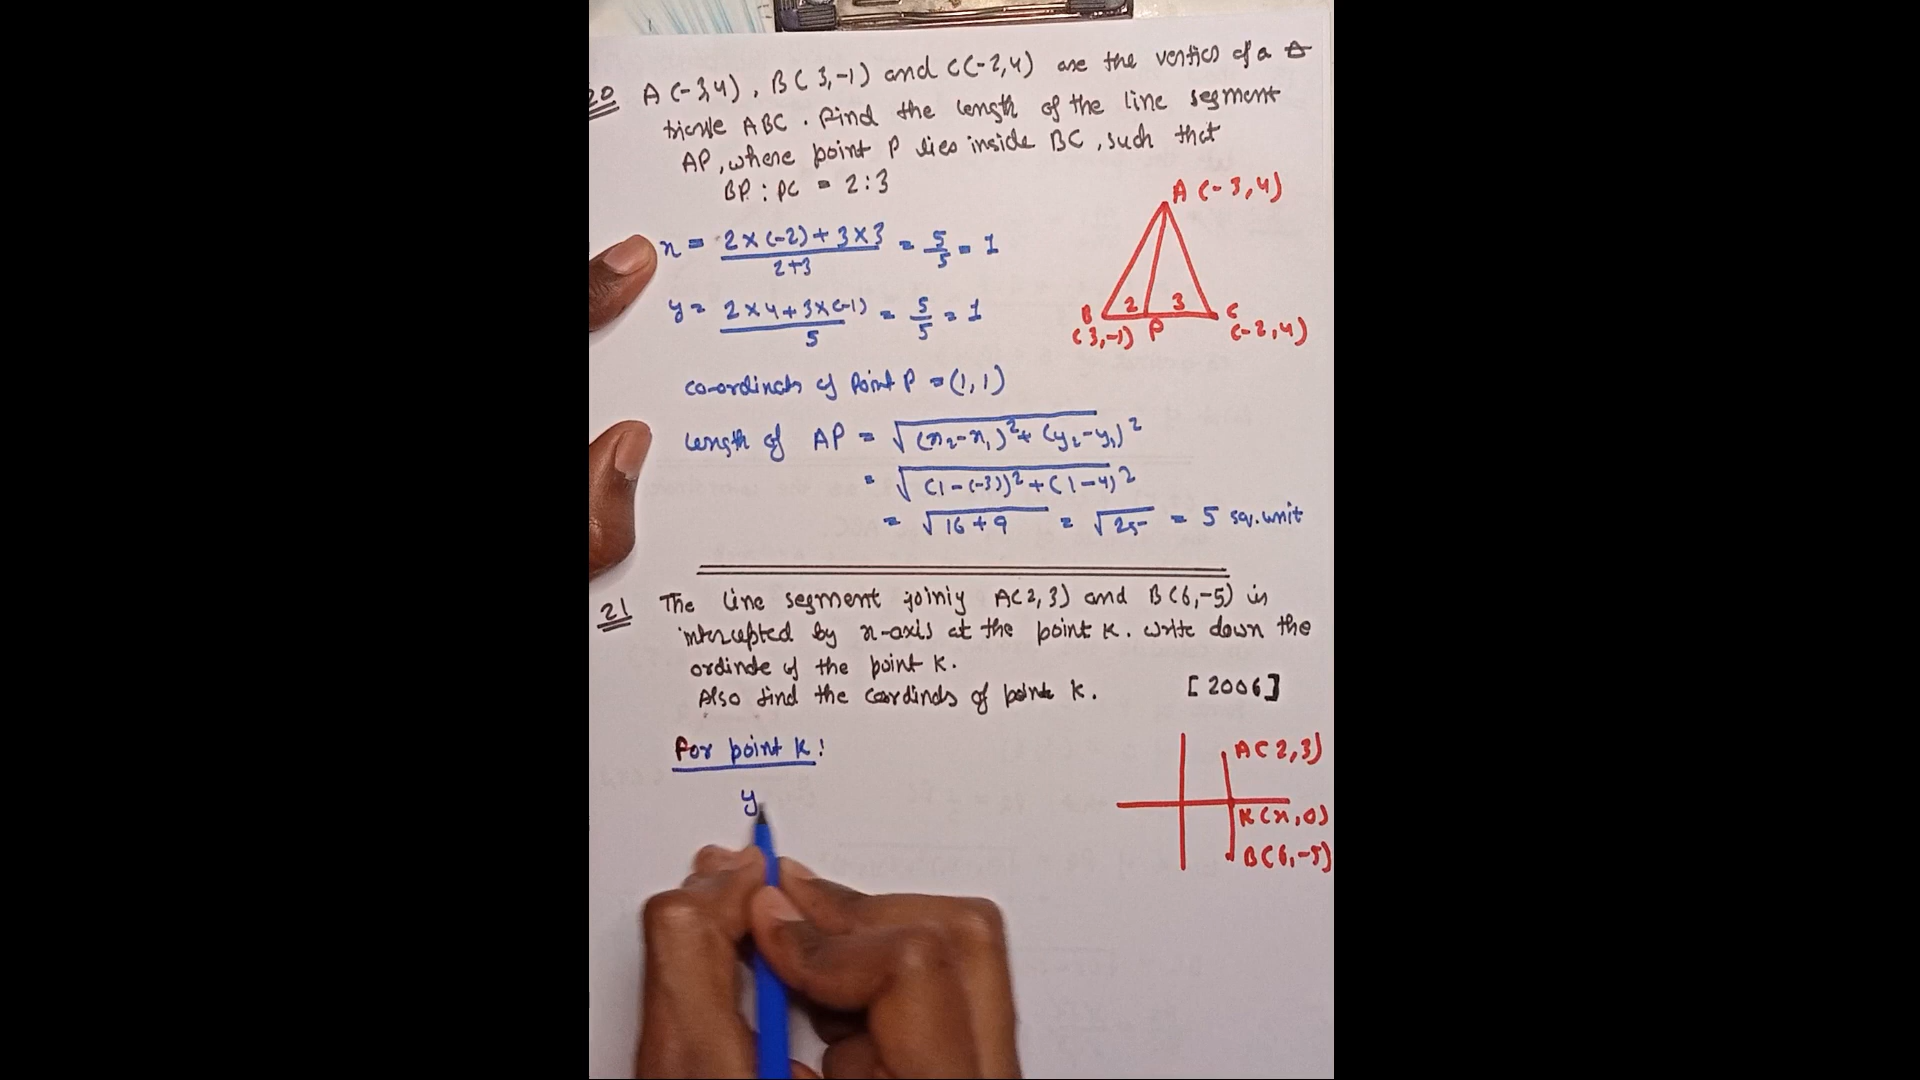 20 A(-3,4), B(3,-1) and C(-2,4) are the vertics of a Δ
triangle ABC. Find the length of the line segment
AP, where point P lies inside BC, such that
BP : PC = 2:3
A(-3,4)
x = 2×(-2)+3×3 / 2+3 = 5/5 = 1
y = 2×4+3×(-1) / 5 = 5/5 = 1
2 3
B P C
(3,-1) (-2,4)
co-ordinates of Point P = (1,1)
length of AP = √(x₂-x₁)²+(y₂-y₁)²
= √(1-(-3))²+(1-4)²
= √16+9 = √25 = 5 sq. unit
21 The line segment joining A(2,3) and B(6,-5) is
intercepted by x-axis at the point K. write down the
ordinate of the point K.
Also find the coordinates of point K. [2006]
For point K:
A(2,3)
y
K(x,0)
B(6,-5)